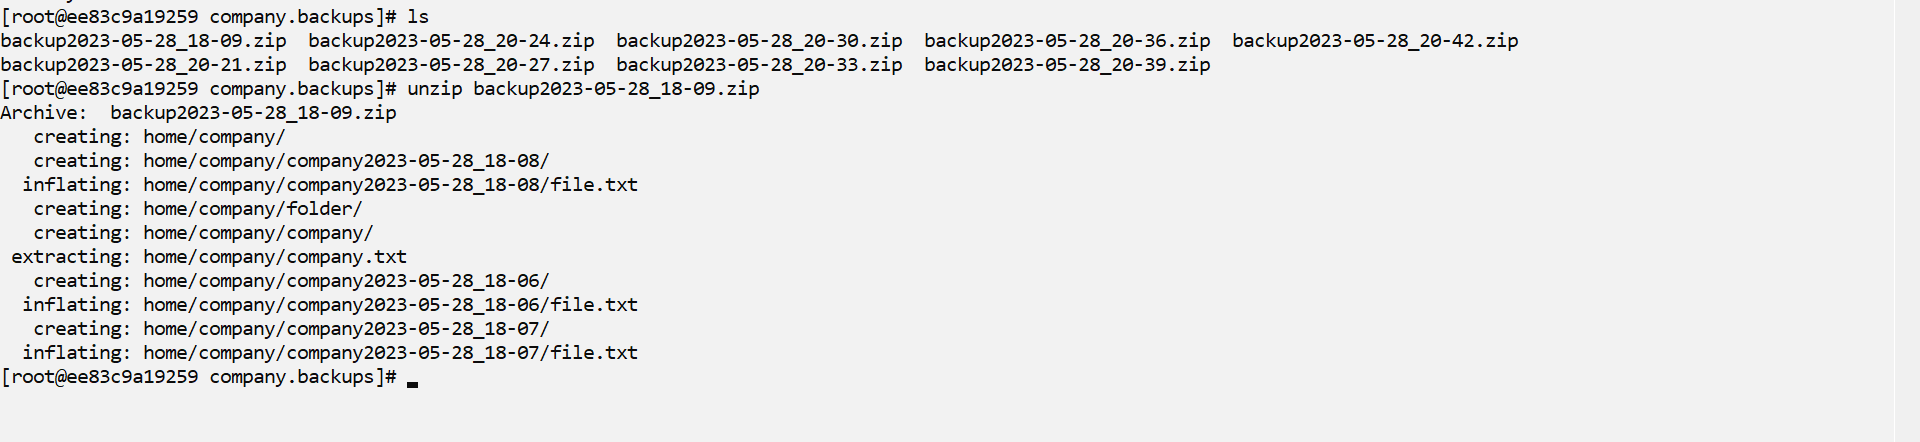 [root@ee83c9a19259 company.backups]# ls
backup2023-05-28_18-09.zip  backup2023-05-28_20-24.zip  backup2023-05-28_20-30.zip  backup2023-05-28_20-36.zip  backup2023-05-28_20-42.zip
backup2023-05-28_20-21.zip  backup2023-05-28_20-27.zip  backup2023-05-28_20-33.zip  backup2023-05-28_20-39.zip
[root@ee83c9a19259 company.backups]# unzip backup2023-05-28_18-09.zip
Archive:  backup2023-05-28_18-09.zip
   creating: home/company/
   creating: home/company/company2023-05-28_18-08/
  inflating: home/company/company2023-05-28_18-08/file.txt
   creating: home/company/folder/
   creating: home/company/company/
 extracting: home/company/company.txt
   creating: home/company/company2023-05-28_18-06/
  inflating: home/company/company2023-05-28_18-06/file.txt
   creating: home/company/company2023-05-28_18-07/
  inflating: home/company/company2023-05-28_18-07/file.txt
[root@ee83c9a19259 company.backups]#